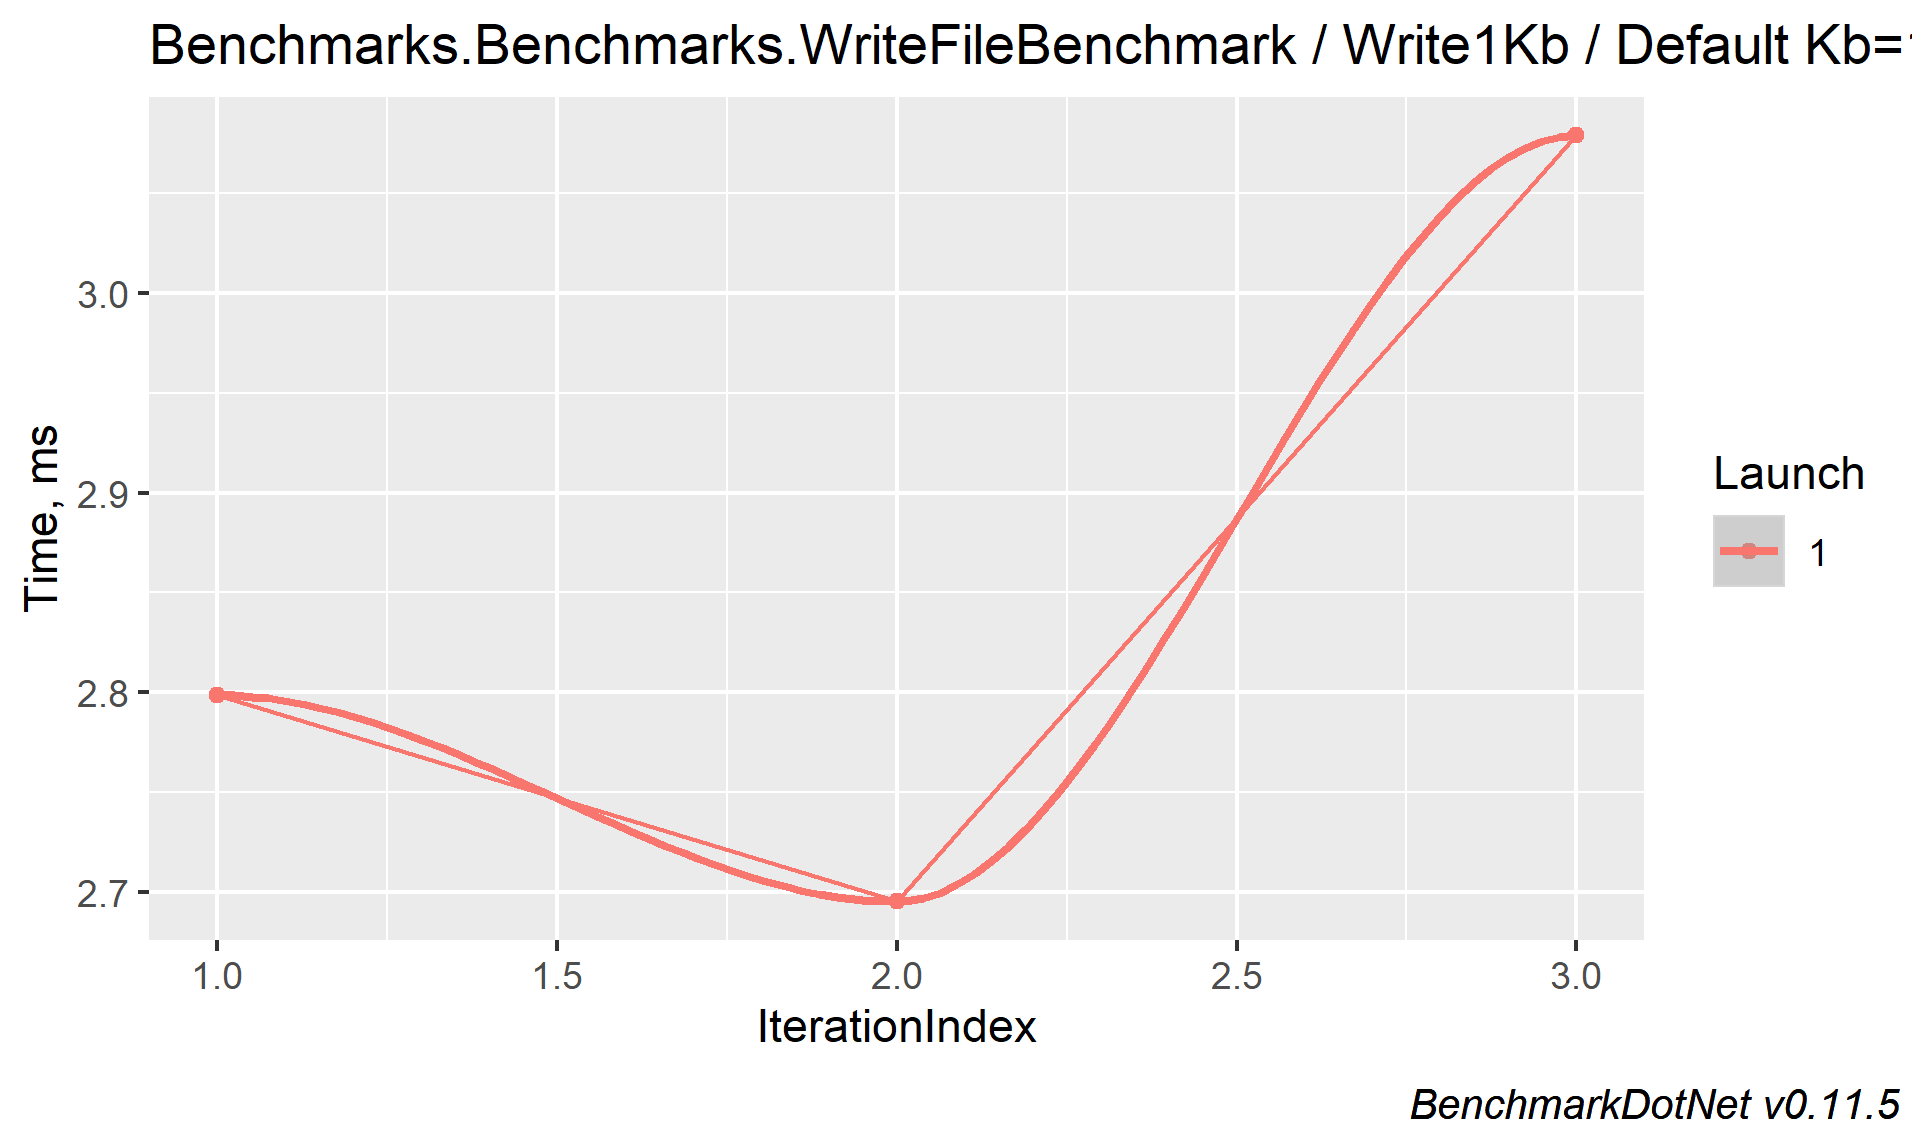 Benchmarks.Benchmarks.WriteFileBenchmark / Write1Kb / Default Kb=
3.0
2.9
2.8
2.7
Time, ms
1.0 1.5 2.0 2.5 3.0
IterationIndex
Launch
1
BenchmarkDotNet v0.11.5